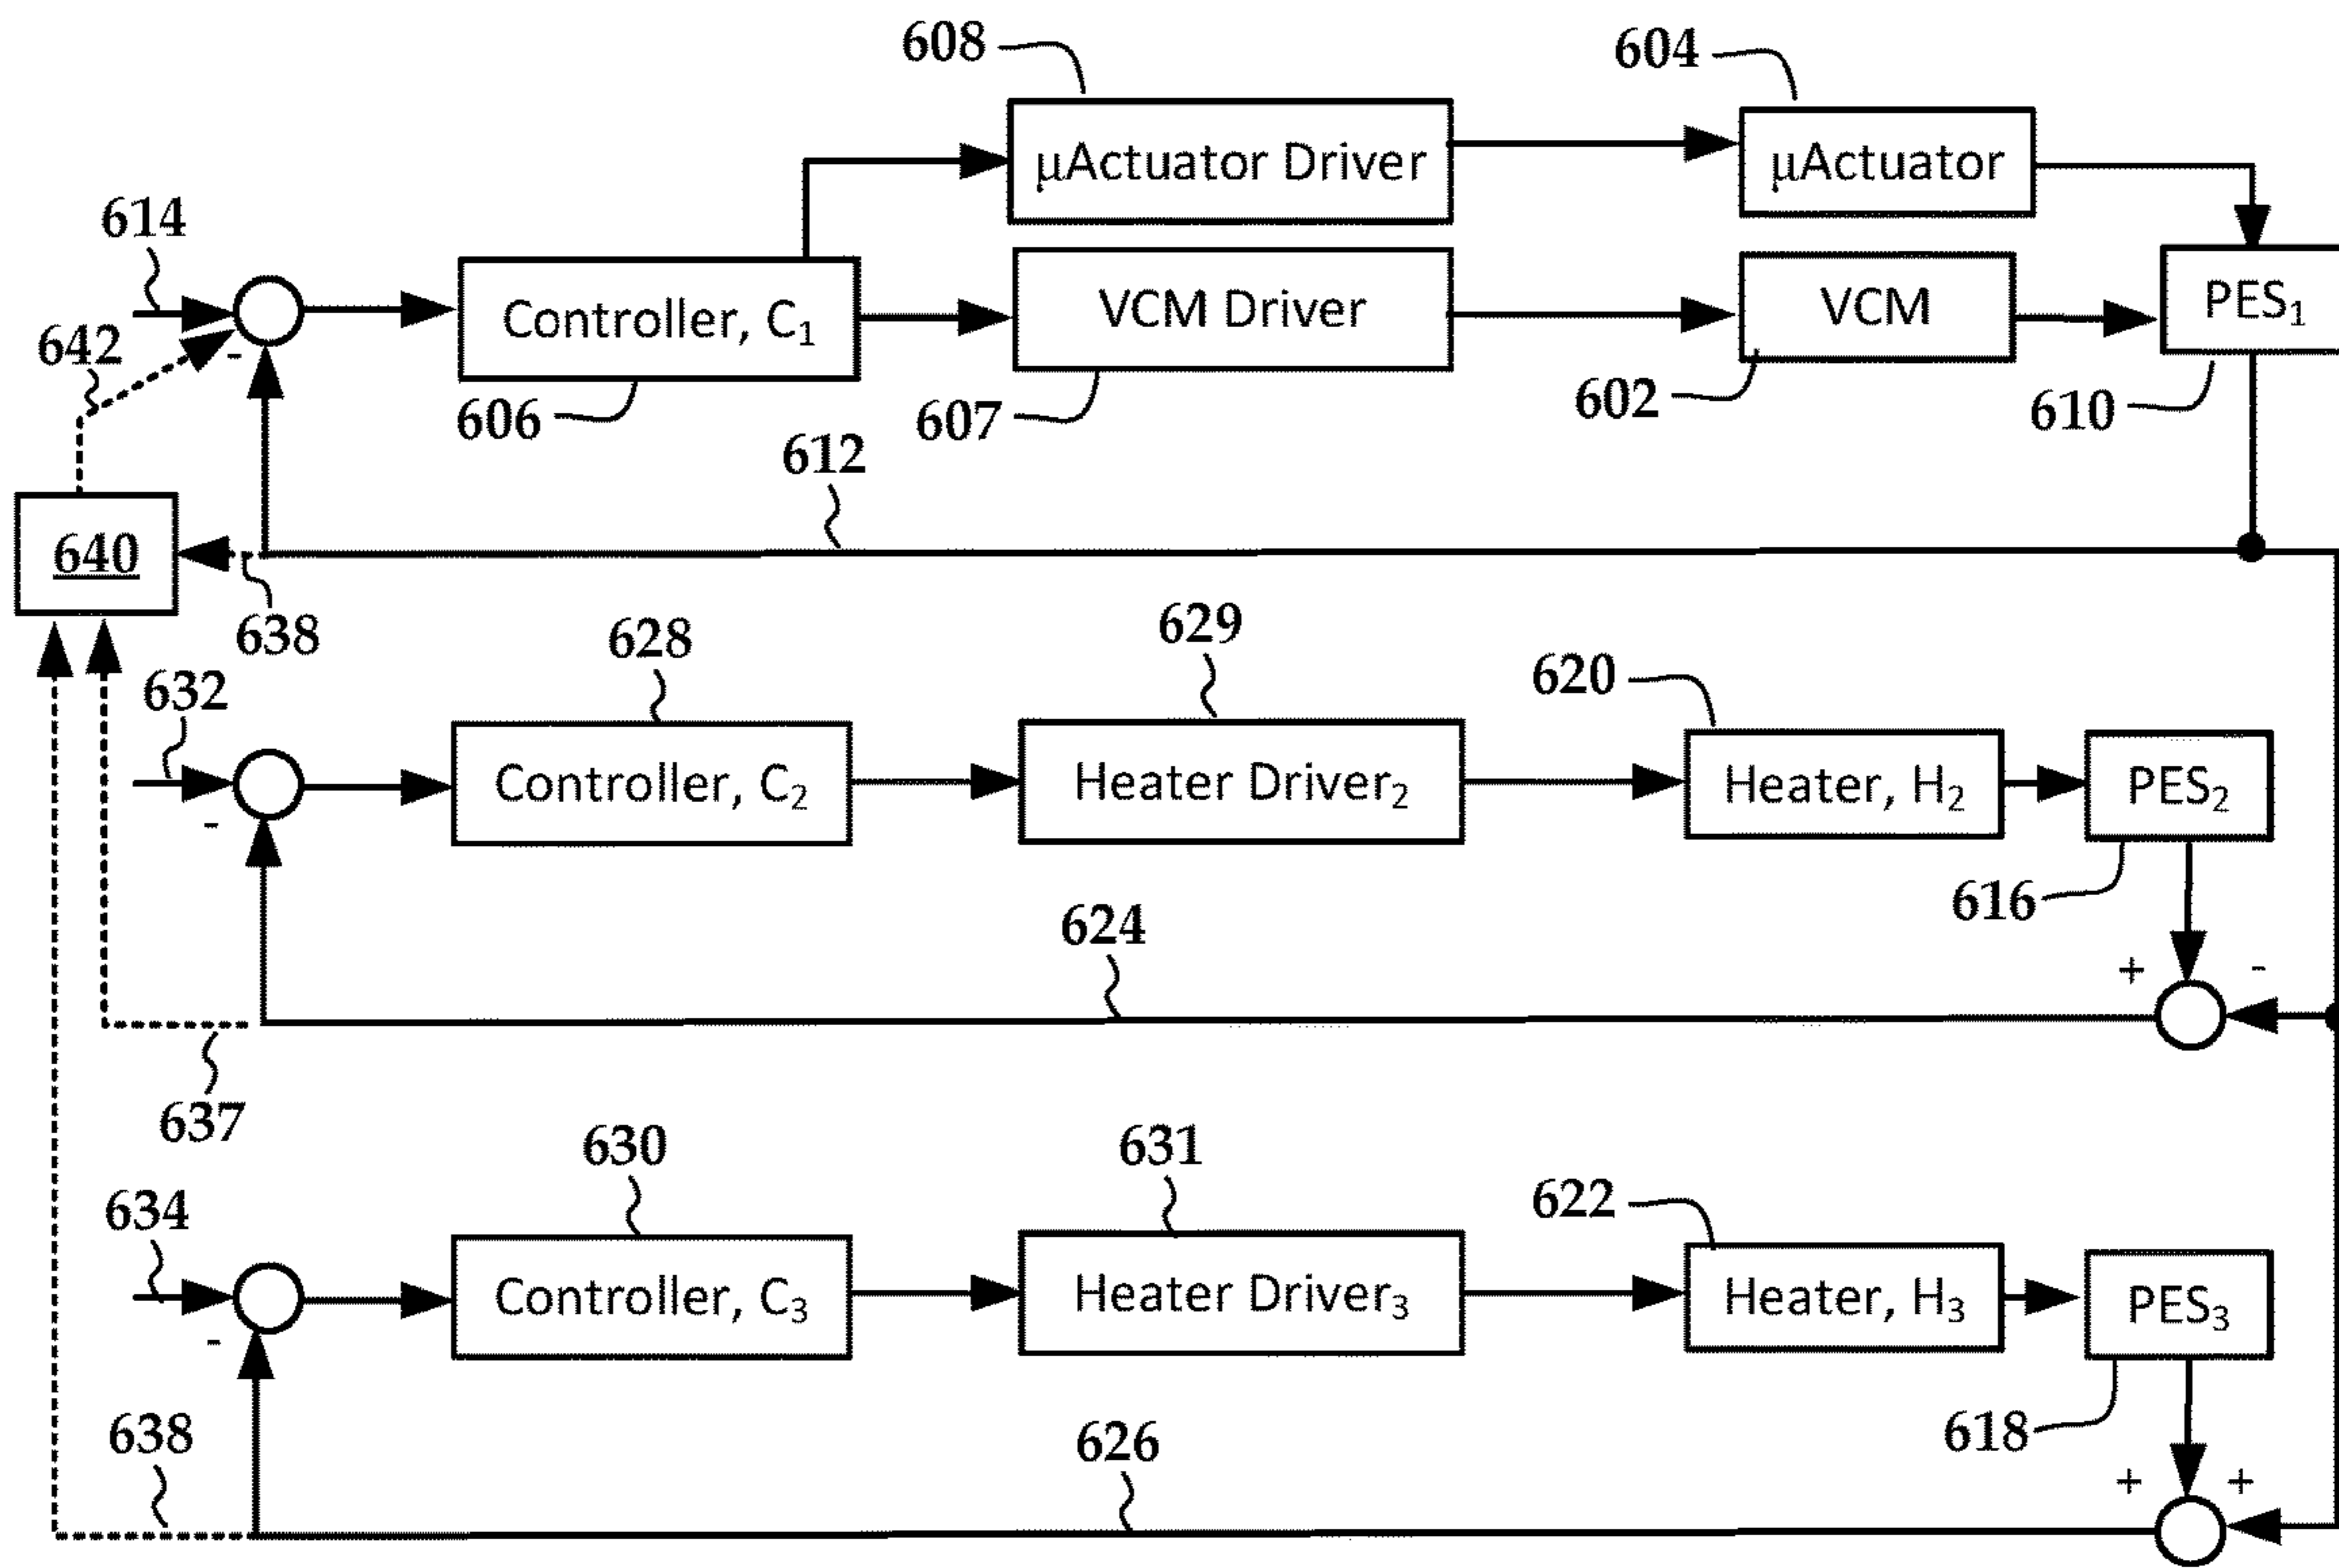 608
604
µActuator Driver
µActuator
614
642
Controller, C₁
VCM Driver
VCM
PES₁
-
606
607
602
610
612
640
638
628
629
620
632
Controller, C₂
Heater Driver₂
Heater, H₂
PES₂
-
616
624
+ -
637
630
631
622
634
Controller, C₃
Heater Driver₃
Heater, H₃
PES₃
-
638
626
618
+ +